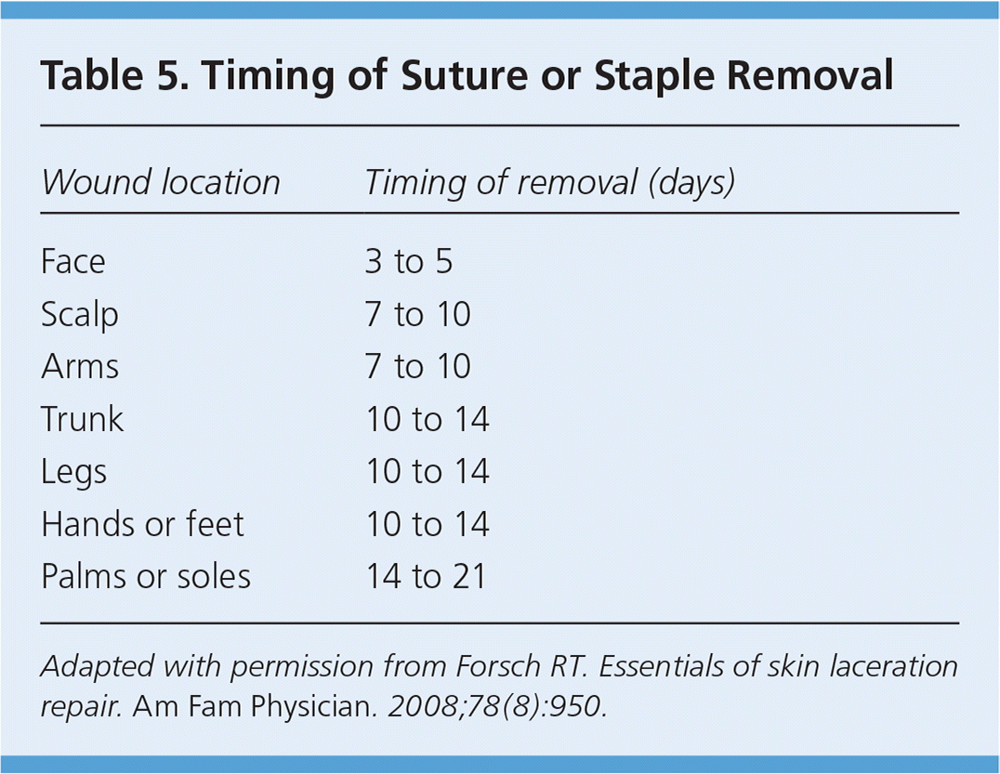 Table 5. Timing of Suture or Staple Removal
Wound location Timing of removal (days)
Face 3 to 5
Scalp 7 to 10
Arms 7 to 10
Trunk 10 to 14
Legs 10 to 14
Hands or feet 10 to 14
Palms or soles 14 to 21
Adapted with permission from Forsch RT. Essentials of skin laceration
repair. Am Fam Physician. 2008;78(8):950.